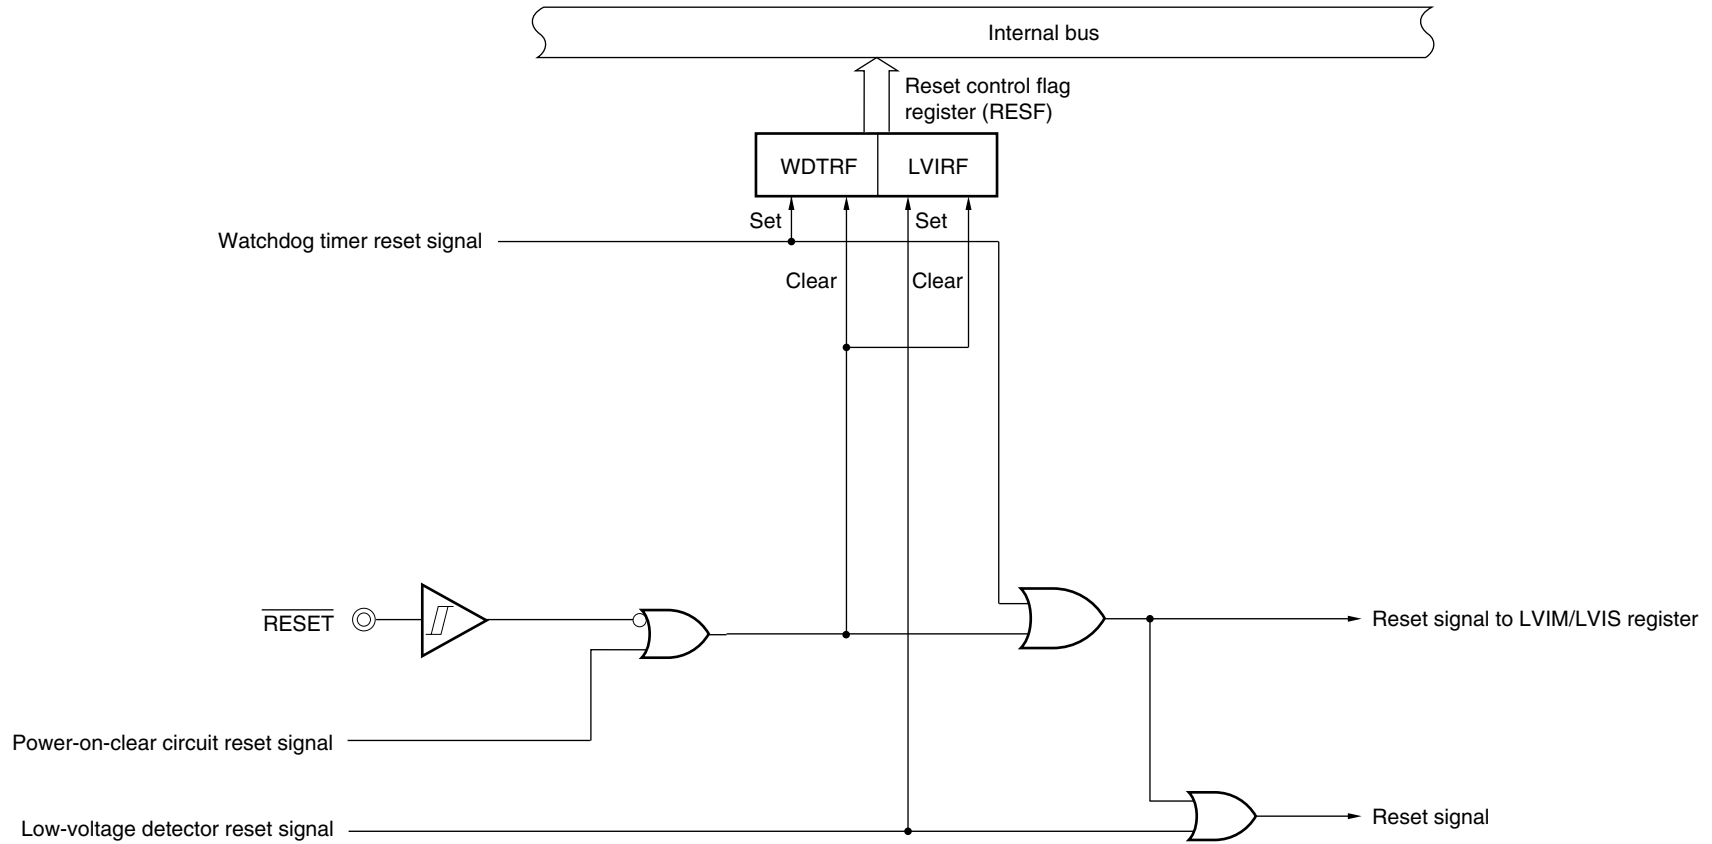 Internal bus
Reset control flag
register (RESF)
WDTRF
LVIRF
Set
Set
Watchdog timer reset signal
Clear
Clear
RESET
Reset signal to LVIM/LVIS register
Power-on-clear circuit reset signal
Low-voltage detector reset signal
Reset signal